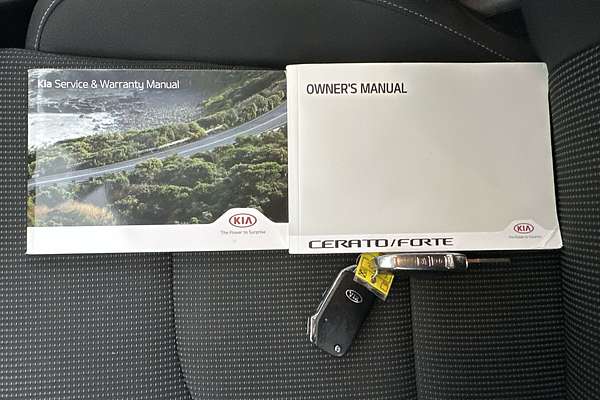 Kia Service & Warranty Manual
KIA
The Power to Surprise
OWNER'S MANUAL
CERATO/FORTE
KIA
The Power to Surprise
KIA